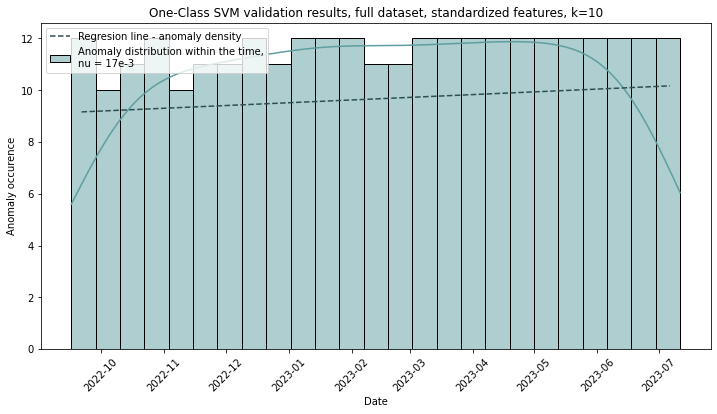 One-Class SVM validation results, full dataset, standardized features, k=10
Regresion line - anomaly density
Anomaly distribution within the time,
nu = 17e-3
Anomaly occurence
12
10
8
6
4
2
0
2022-10
2022-11
2022-12
2023-01
2023-02
2023-03
2023-04
2023-05
2023-06
2023-07
Date